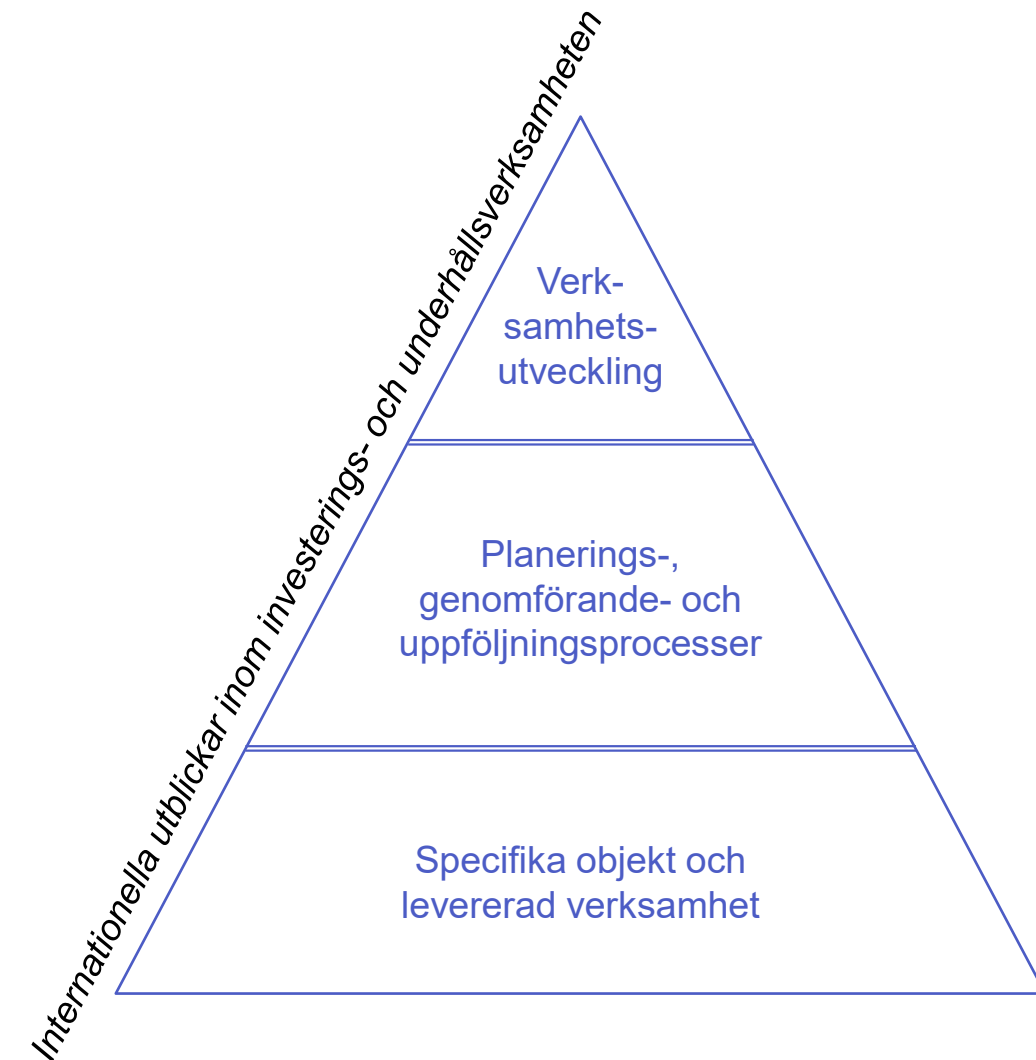 Internationella utblickar inom investerings- och underhållsverksamheten
Verk-
samhets-
utveckling
Planerings-,
genomförande- och
uppföljningsprocesser
Specifika objekt och
levererad verksamhet